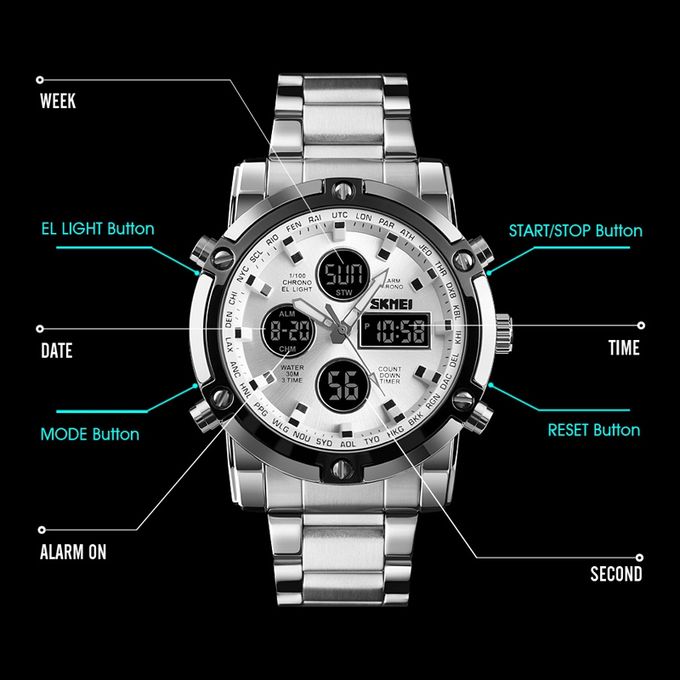 WEEK
EL LIGHT Button
START/STOP Button
DATE
TIME
MODE Button
RESET Button
ALARM ON
SECOND
UTC LON PAR ATH JED THR DXB KBL KHI DEL DAC RGN BKK HKG TYO AOL SYD NOU WLG PPG HNL ANC LAX DEN CHI NYC SCL RIO FEN RAI
1/100
CHRONO
EL LIGHT
SUN
STW
ALARM
CHRONO
SKMEI
ALM
8-20
CHM
P 10:58
WATER
30M
3 TIME
56
COUNT
DOWN
TIMER